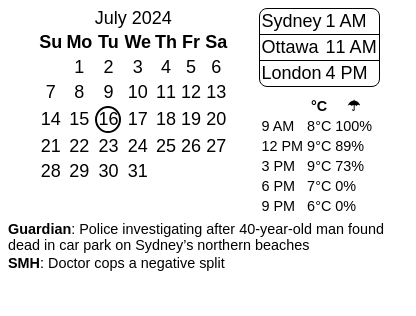 July 2024
Su Mo Tu We Th Fr Sa
1 2 3 4 5 6
7 8 9 10 11 12 13
14 15 16 17 18 19 20
21 22 23 24 25 26 27
28 29 30 31
Sydney 1 AM
Ottawa 11 AM
London 4 PM
°C ☂
9 AM 8°C 100%
12 PM 9°C 89%
3 PM 9°C 73%
6 PM 7°C 0%
9 PM 6°C 0%
Guardian: Police investigating after 40-year-old man found
dead in car park on Sydney’s northern beaches
SMH: Doctor cops a negative split